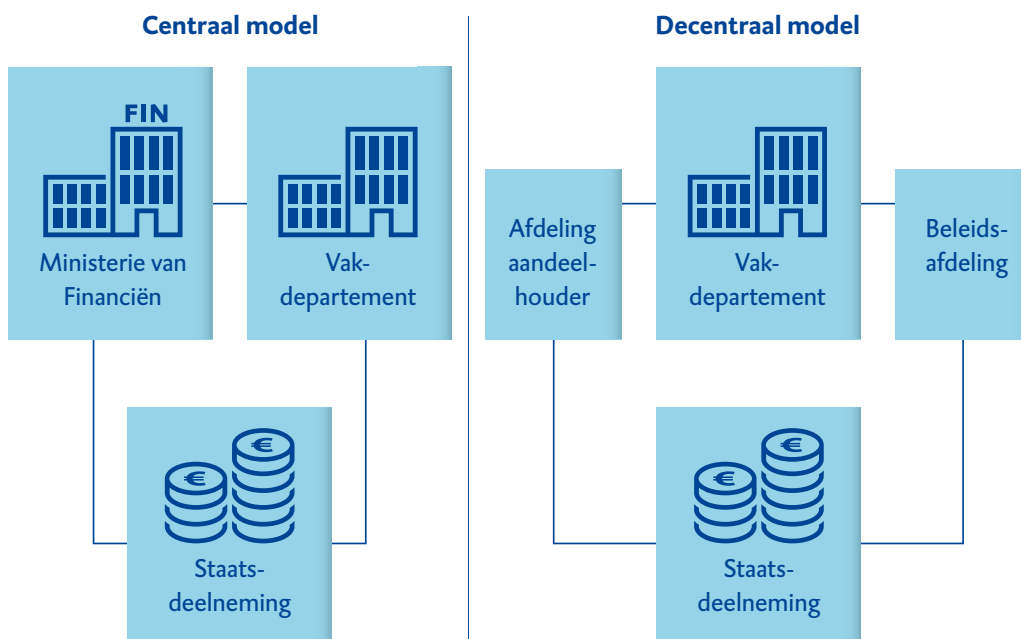 Centraal model
FIN
Ministerie van
Financiën
Vak-
departement
€
€
Staats-
deelneming
Decentraal model
Afdeling
aandeel-
houder
Vak-
departement
Beleids-
afdeling
€
€
Staats-
deelneming